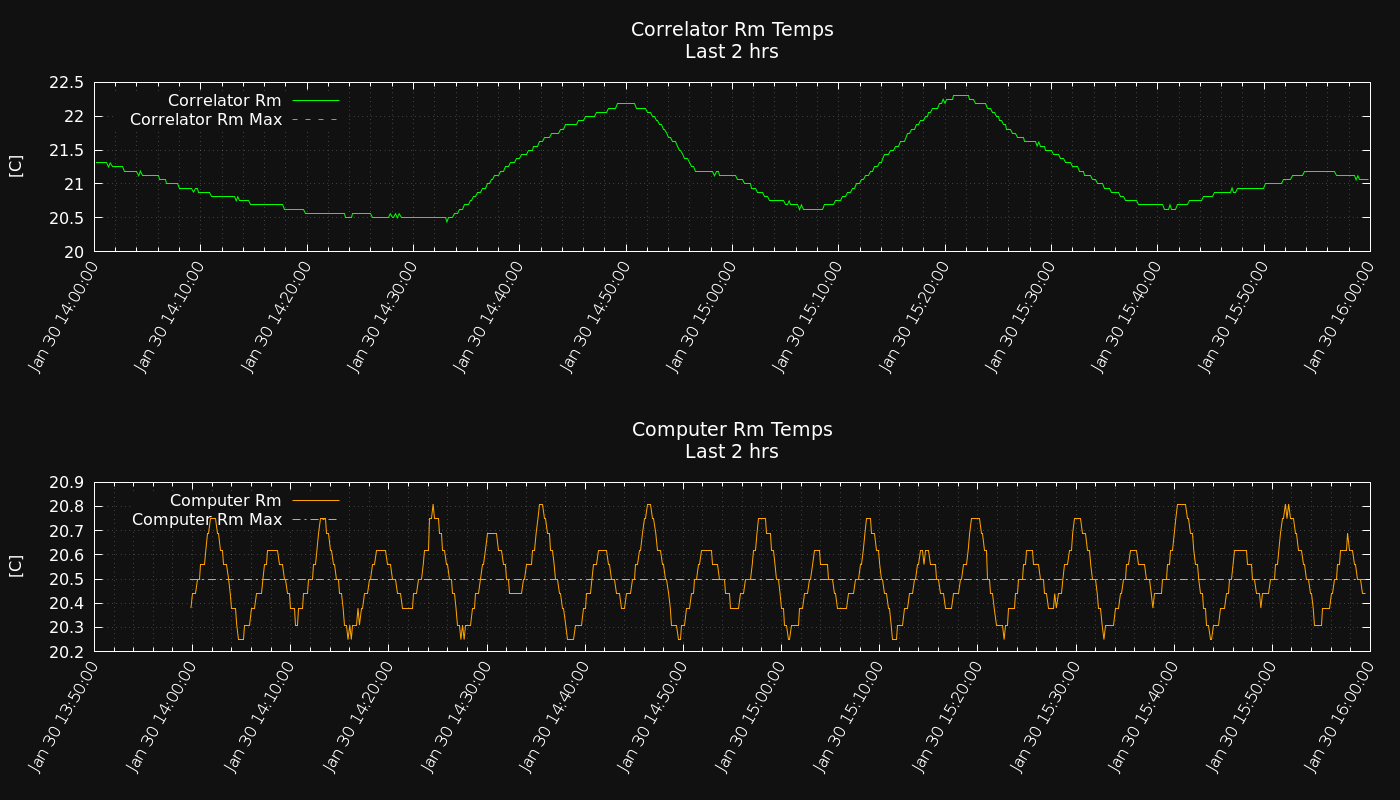 Correlator Rm Temps
Last 2 hrs
22.5
22
21.5
21
20.5
20
[C]
Correlator Rm
Correlator Rm Max
Jan 30 14:00:00
Jan 30 14:10:00
Jan 30 14:20:00
Jan 30 14:30:00
Jan 30 14:40:00
Jan 30 14:50:00
Jan 30 15:00:00
Jan 30 15:10:00
Jan 30 15:20:00
Jan 30 15:30:00
Jan 30 15:40:00
Jan 30 15:50:00
Jan 30 16:00:00
Computer Rm Temps
Last 2 hrs
20.9
20.8
20.7
20.6
20.5
20.4
20.3
20.2
[C]
Computer Rm
Computer Rm Max
Jan 30 13:50:00
Jan 30 14:00:00
Jan 30 14:10:00
Jan 30 14:20:00
Jan 30 14:30:00
Jan 30 14:40:00
Jan 30 14:50:00
Jan 30 15:00:00
Jan 30 15:10:00
Jan 30 15:20:00
Jan 30 15:30:00
Jan 30 15:40:00
Jan 30 15:50:00
Jan 30 16:00:00